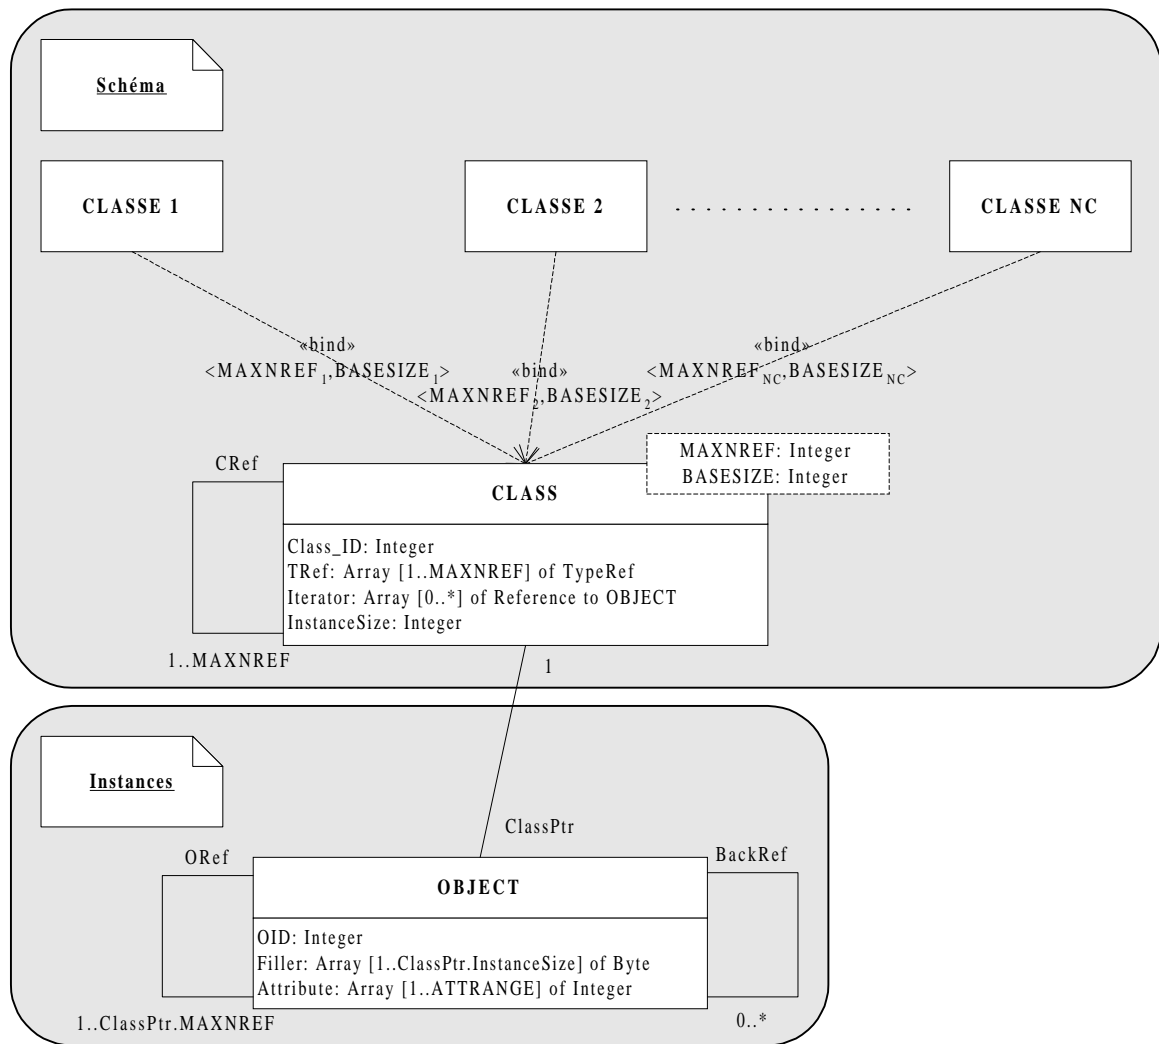 Schéma
CLASSE 1
CLASSE 2
. . . . . . . . . . . . . . . .
CLASSE NC
«bind»
<MAXNREF1,BASESIZE1>
«bind»
<MAXNREF2,BASESIZE2>
«bind»
<MAXNREFNC,BASESIZENC>
MAXNREF: Integer
BASESIZE: Integer
CRef
CLASS
Class_ID: Integer
TRef: Array [1..MAXNREF] of TypeRef
Iterator: Array [0..*] of Reference to OBJECT
InstanceSize: Integer
1..MAXNREF
1
Instances
ClassPtr
ORef
BackRef
OBJECT
OID: Integer
Filler: Array [1..ClassPtr.InstanceSize] of Byte
Attribute: Array [1..ATTRANGE] of Integer
1..ClassPtr.MAXNREF
0..*